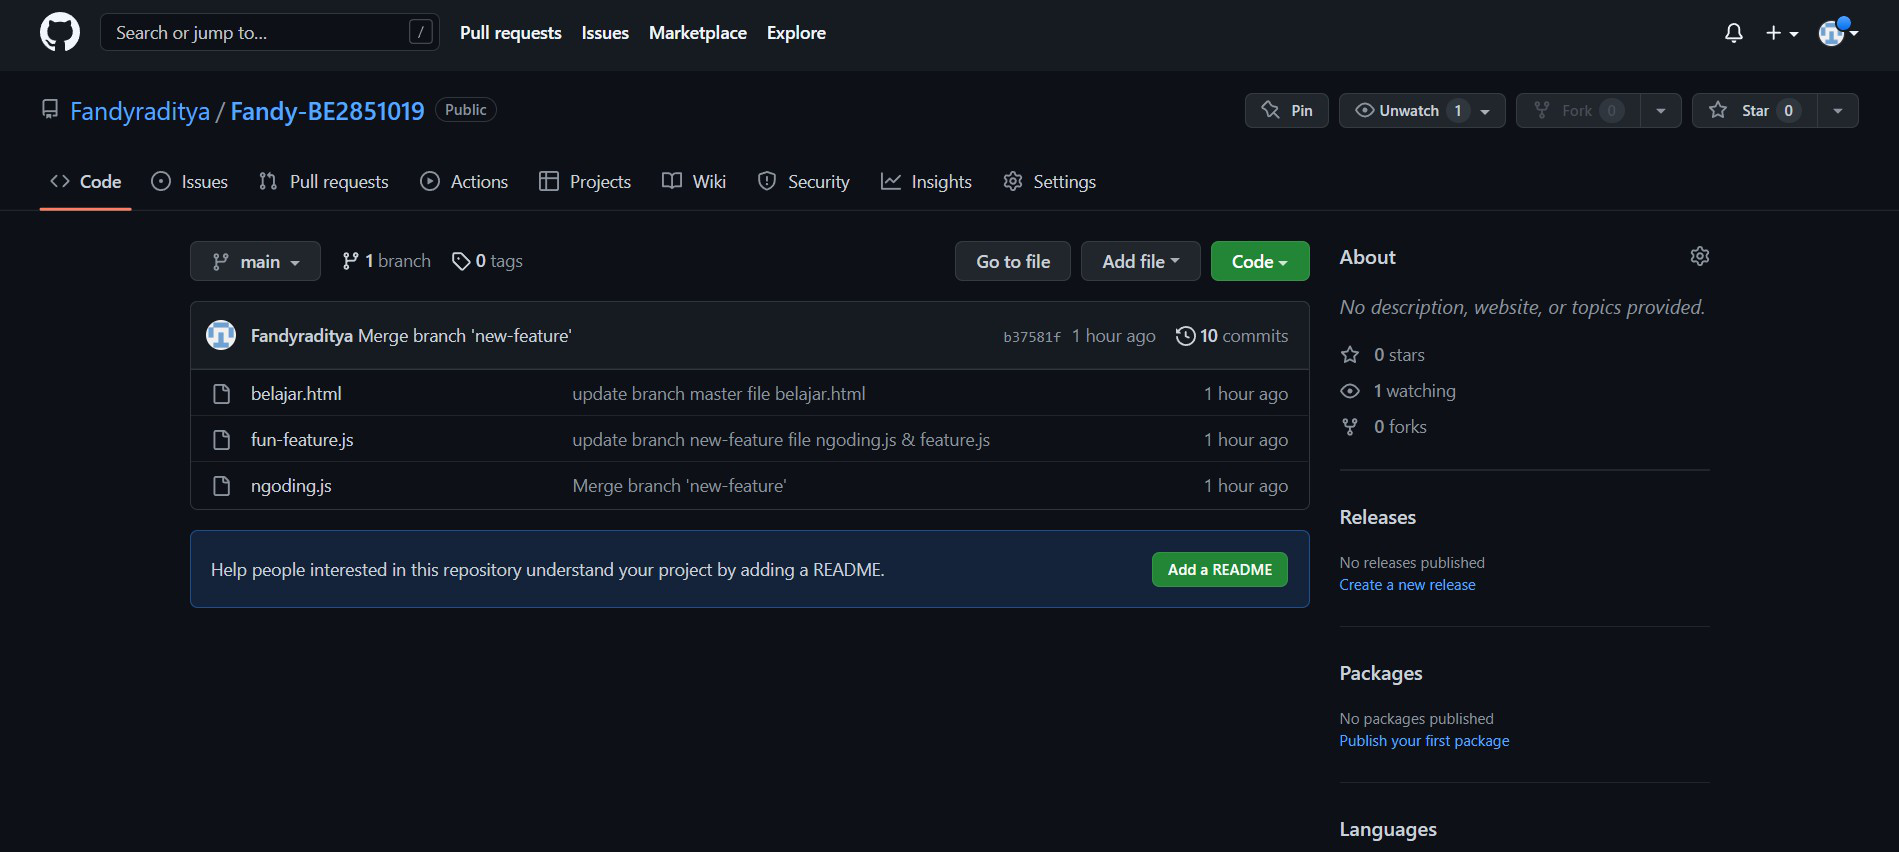 Search or jump to... /
Pull requests Issues Marketplace Explore
Fandyraditya / Fandy-BE2851019 Public
Pin Unwatch 1 Fork 0 Star 0
Code Issues Pull requests Actions Projects Wiki Security Insights Settings
main 1 branch 0 tags Go to file Add file Code
Fandyraditya Merge branch 'new-feature' b37581f 1 hour ago 10 commits
belajar.html update branch master file belajar.html 1 hour ago
fun-feature.js update branch new-feature file ngoding.js & feature.js 1 hour ago
ngoding.js Merge branch 'new-feature' 1 hour ago
Help people interested in this repository understand your project by adding a README. Add a README
About
No description, website, or topics provided.
0 stars
1 watching
0 forks
Releases
No releases published
Create a new release
Packages
No packages published
Publish your first package
Languages